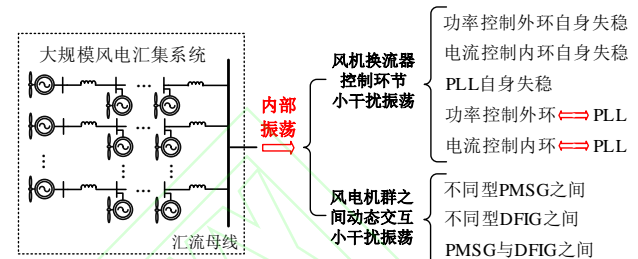 大规模风电汇集系统
汇流母线
内部
振荡
风机换流器
控制环节
小干扰振荡
功率控制外环自身失稳
电流控制内环自身失稳
PLL自身失稳
功率控制外环⟺PLL
电流控制内环⟺PLL
风电机群之
间动态交互
小干扰振荡
不同型PMSG之间
不同型DFIG之间
PMSG与DFIG之间